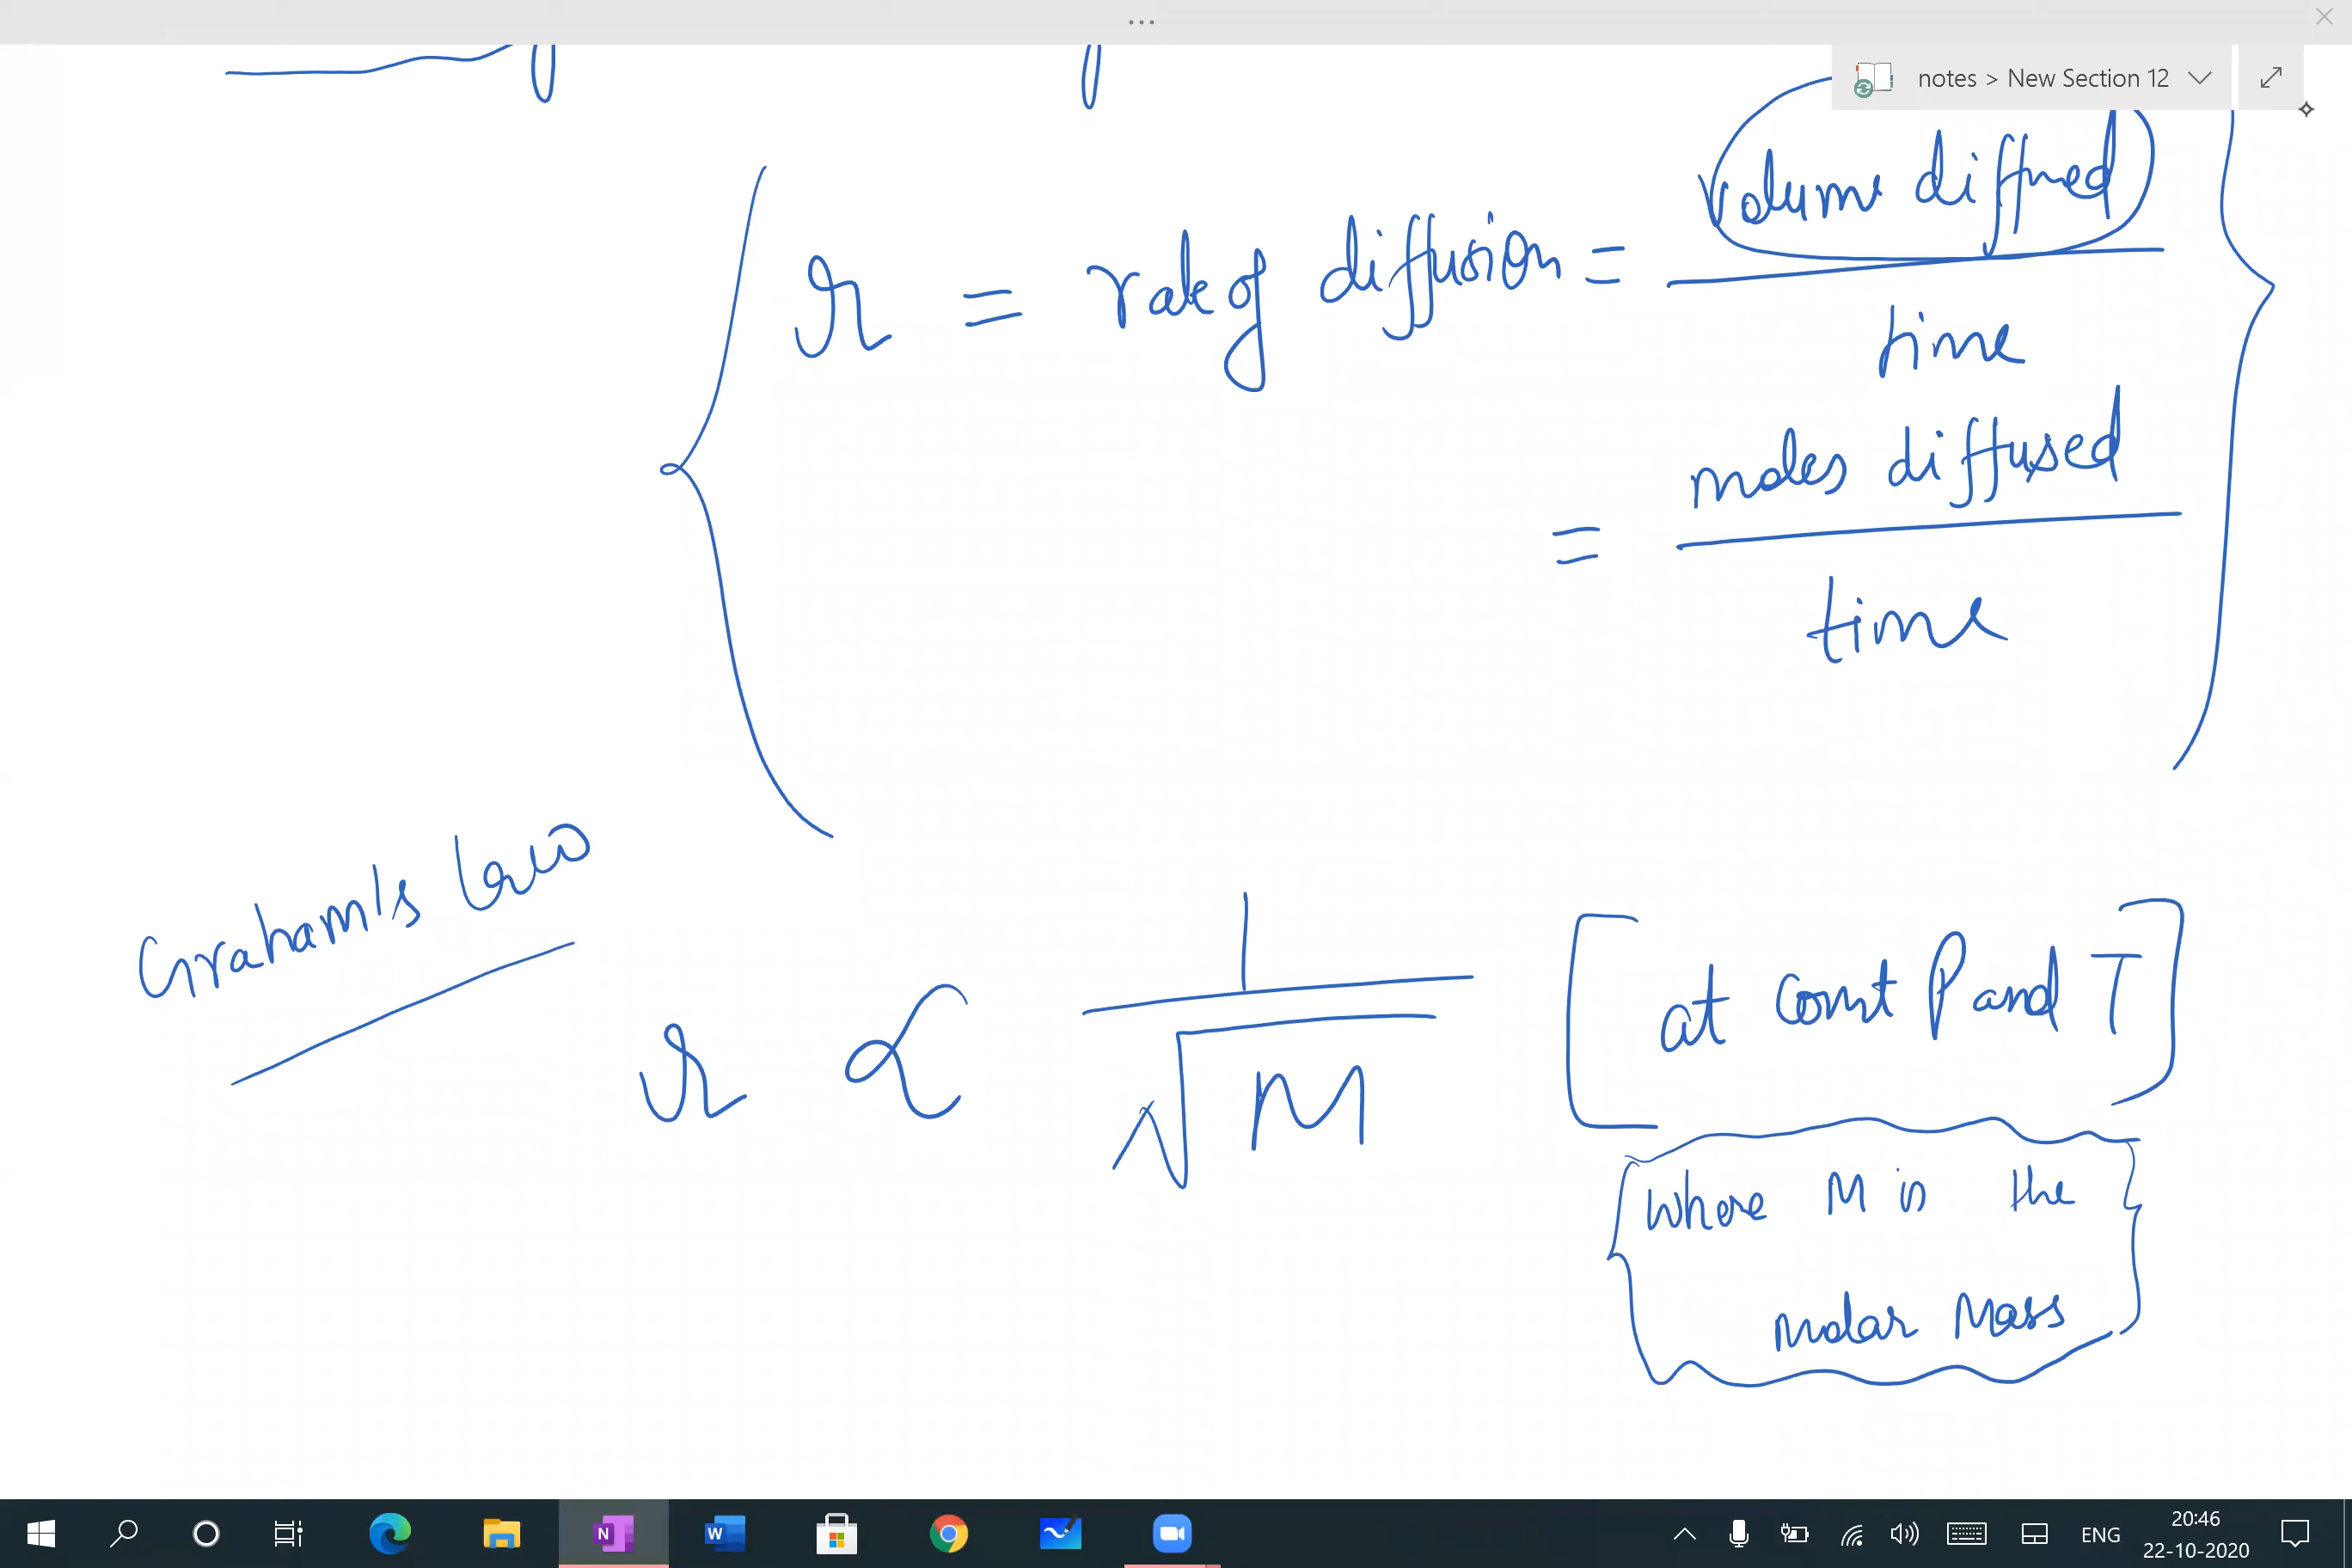 notes > New Section 12
r = rate of diffusion = volume diffused
time
= moles diffused
time
Graham's law
r ∝ 1/√M [at const P and T]
where M is the
molar Mass
N
W
ENG
20:46
22-10-2020